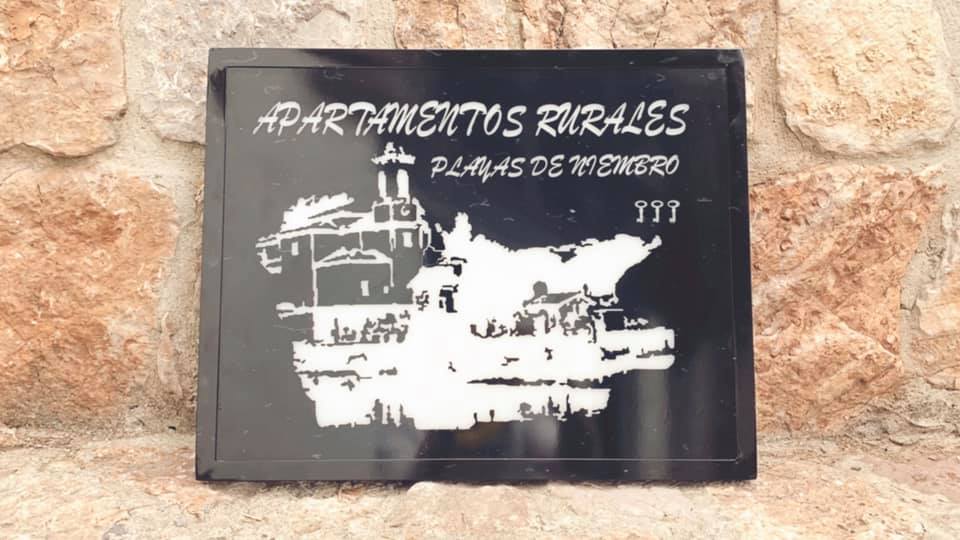 APARTAMENTOS RURALES
PLAYAS DE NIEMBRO